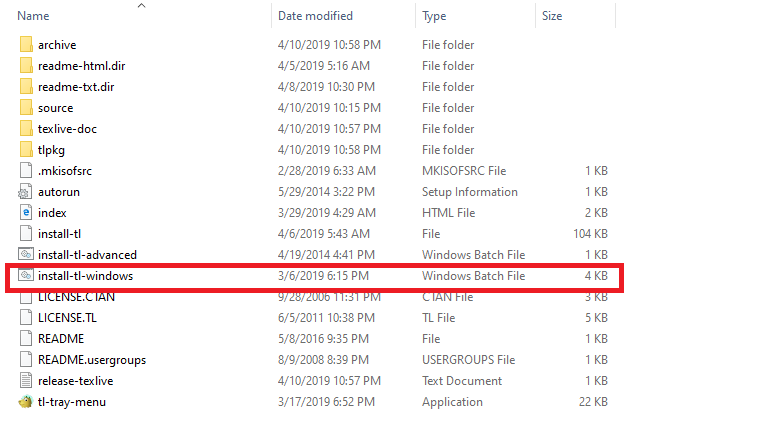 Name Date modified Type Size
archive 4/10/2019 10:58 PM File folder
readme-html.dir 4/5/2019 5:16 AM File folder
readme-txt.dir 4/8/2019 10:30 PM File folder
source 4/10/2019 10:15 PM File folder
texlive-doc 4/10/2019 10:57 PM File folder
tlpkg 4/10/2019 10:58 PM File folder
.mkisofsrc 2/28/2019 6:33 AM MKISOFSRC File 1 KB
autorun 5/29/2014 3:22 PM Setup Information 1 KB
index 3/29/2019 4:29 AM HTML File 2 KB
install-tl 4/6/2019 5:43 AM File 104 KB
install-tl-advanced 4/19/2014 4:41 PM Windows Batch File 1 KB
install-tl-windows 3/6/2019 6:15 PM Windows Batch File 4 KB
LICENSE.CTAN 9/28/2006 11:31 PM CTAN File 3 KB
LICENSE.TL 6/5/2011 10:38 PM TL File 5 KB
README 5/8/2016 9:35 PM File 1 KB
README.usergroups 8/9/2008 8:39 PM USERGROUPS File 1 KB
release-texlive 4/10/2019 10:57 PM Text Document 1 KB
tl-tray-menu 3/17/2019 6:52 PM Application 22 KB